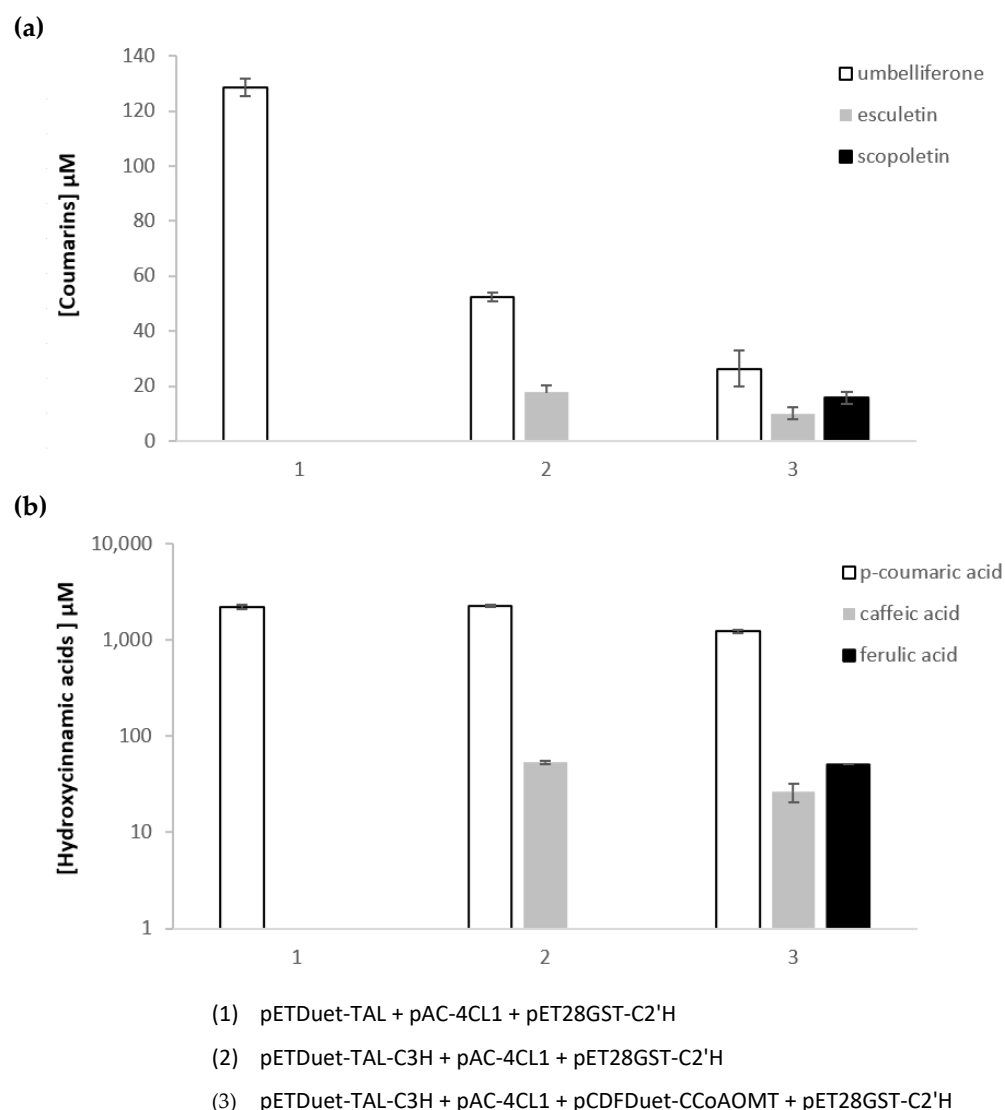 (a)
140
120
100
80
60
40
20
0
[Coumarins] µM
umbelliferone
esculetin
scopoletin
1 2 3
(b)
10,000
1,000
100
10
1
[Hydroxycinnamic acids ] µM
p-coumaric acid
caffeic acid
ferulic acid
1 2 3
(1) pETDuet-TAL + pAC-4CL1 + pET28GST-C2'H
(2) pETDuet-TAL-C3H + pAC-4CL1 + pET28GST-C2'H
(3) pETDuet-TAL-C3H + pAC-4CL1 + pCDFDuet-CCoAOMT + pET28GST-C2'H